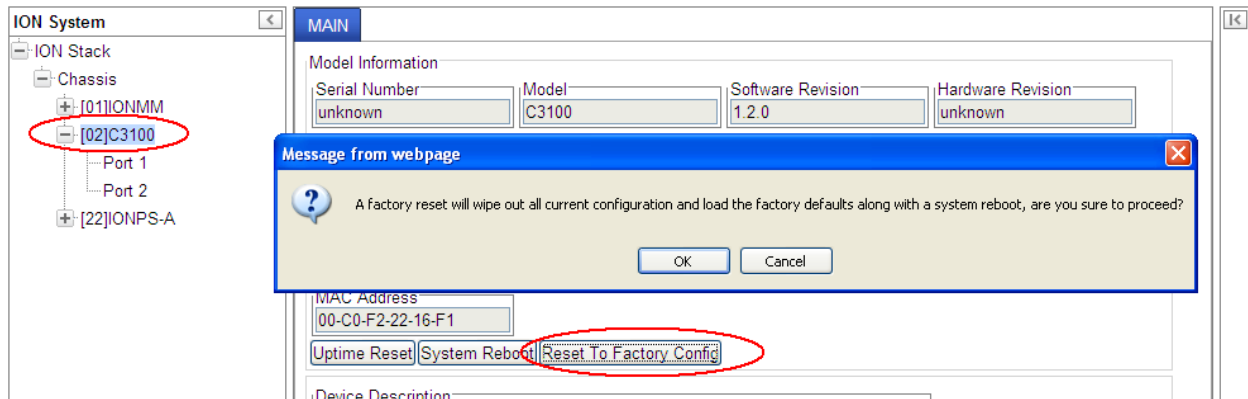 ION System
ION Stack
Chassis
[01]IONMM
[02]C3100
Port 1
Port 2
[22]IONPS-A
MAIN
Model Information
Serial Number
unknown
Model
C3100
Software Revision
1.2.0
Hardware Revision
unknown
Message from webpage
A factory reset will wipe out all current configuration and load the factory defaults along with a system reboot, are you sure to proceed?
OK Cancel
MAC Address
00-C0-F2-22-16-F1
Uptime Reset System Reboot Reset To Factory Config
Device Description